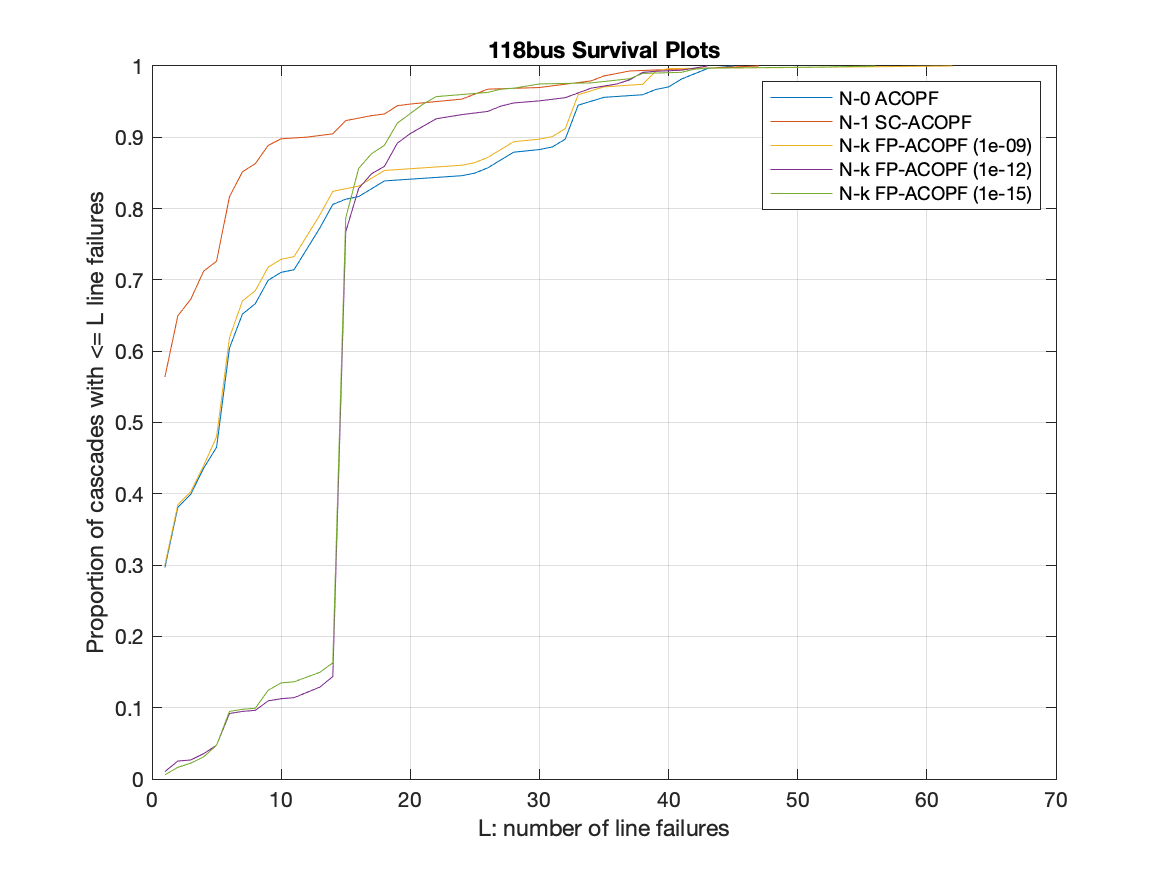 118bus Survival Plots
1
0.9
0.8
0.7
0.6
0.5
0.4
0.3
0.2
0.1
0
Proportion of cascades with <= L line failures
N-0 ACOPF
N-1 SC-ACOPF
N-k FP-ACOPF (1e-09)
N-k FP-ACOPF (1e-12)
N-k FP-ACOPF (1e-15)
0 10 20 30 40 50 60 70
L: number of line failures